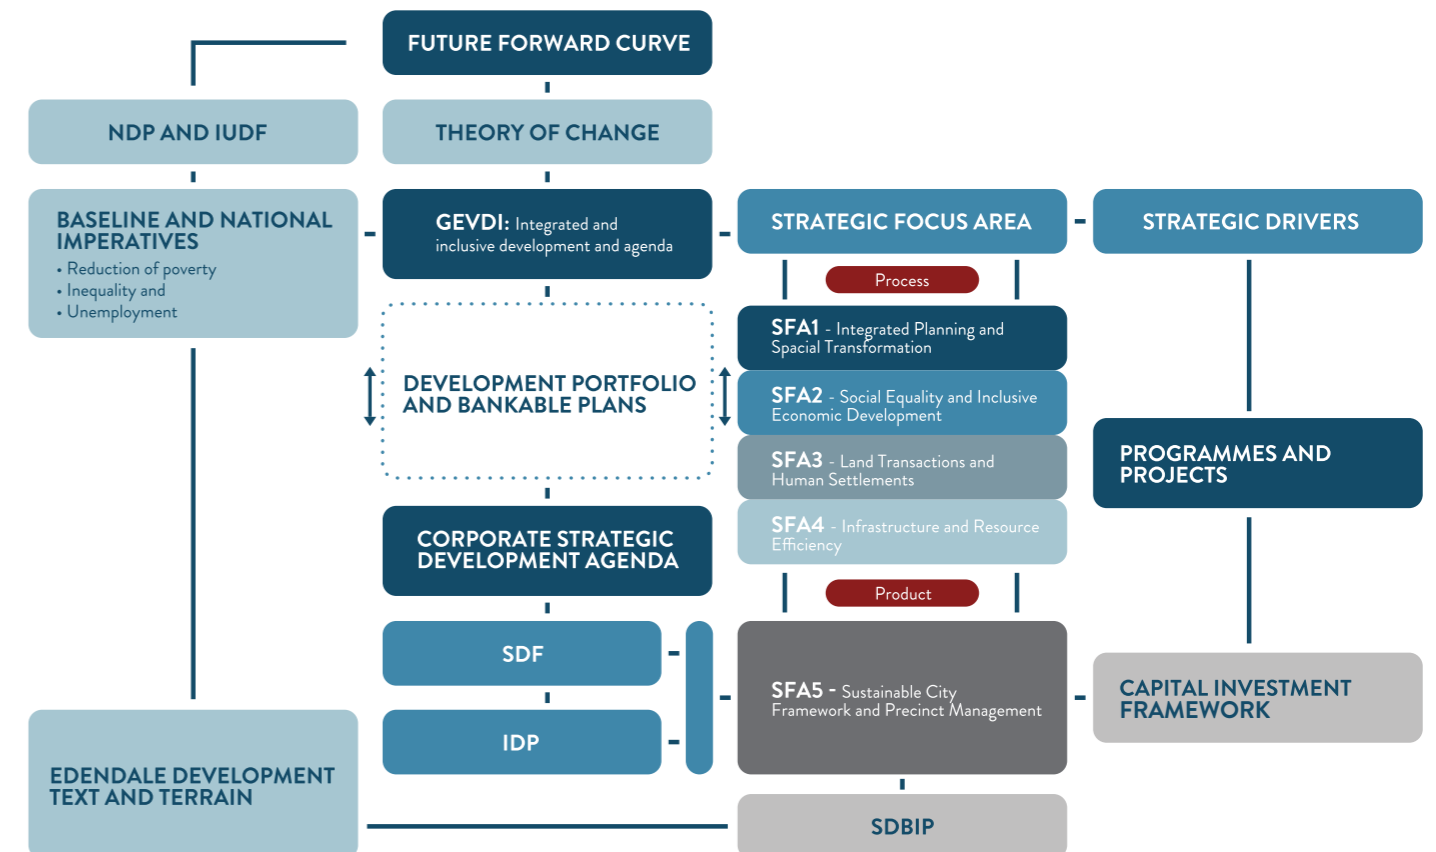 FUTURE FORWARD CURVE
NDP AND IUDF
THEORY OF CHANGE
BASELINE AND NATIONAL
IMPERATIVES
• Reduction of poverty
• Inequality and
• Unemployment
GEVDI: Integrated and
inclusive development and agenda
STRATEGIC FOCUS AREA
STRATEGIC DRIVERS
Process
SFA1 - Integrated Planning and
Spacial Transformation
SFA2 - Social Equality and Inclusive
Economic Development
SFA3 - Land Transactions and
Human Settlements
SFA4 - Infrastructure and Resource
Efficiency
DEVELOPMENT PORTFOLIO
AND BANKABLE PLANS
PROGRAMMES AND
PROJECTS
CORPORATE STRATEGIC
DEVELOPMENT AGENDA
Product
SDF
IDP
SFA5 - Sustainable City
Framework and Precinct Management
CAPITAL INVESTMENT
FRAMEWORK
EDENDALE DEVELOPMENT
TEXT AND TERRAIN
SDBIP